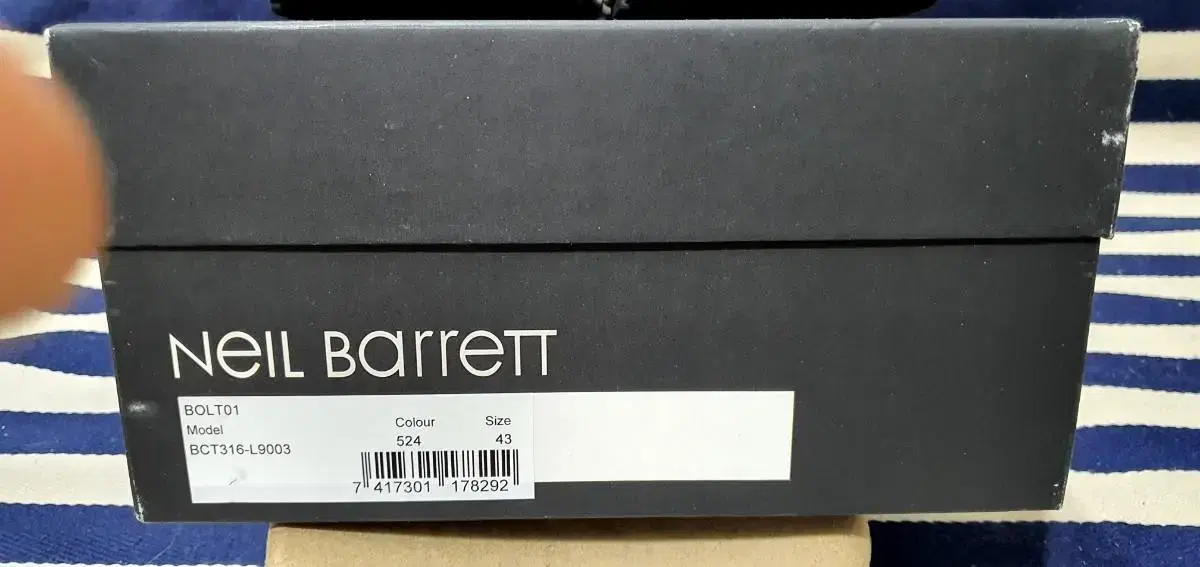 NEIL BARRETT
BOLT01
Model
BCT316-L9003
Colour
524
Size
43
7 417301 178292